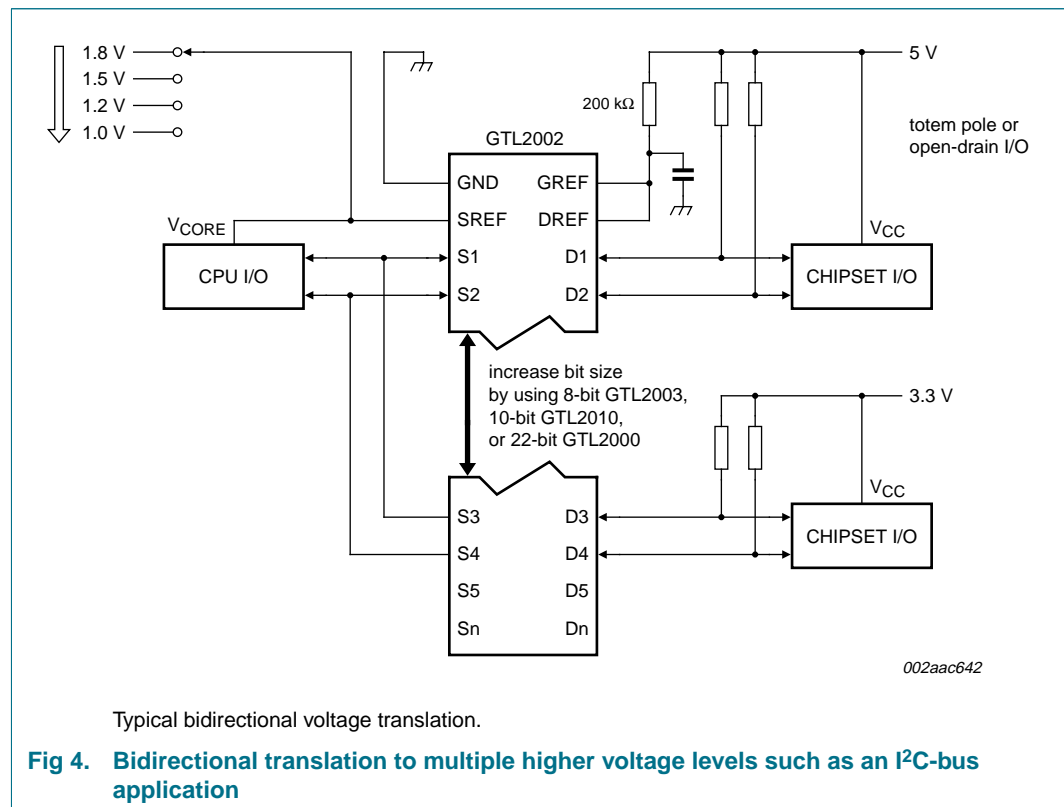 1.8 V
1.5 V
1.2 V
1.0 V
5 V
200 kΩ
totem pole or
open-drain I/O
GTL2002
GND
GREF
SREF
DREF
S1
D1
S2
D2
VCORE
CPU I/O
VCC
CHIPSET I/O
increase bit size
by using 8-bit GTL2003,
10-bit GTL2010,
or 22-bit GTL2000
3.3 V
VCC
CHIPSET I/O
S3
D3
S4
D4
S5
D5
Sn
Dn
002aac642
Typical bidirectional voltage translation.
Fig 4. Bidirectional translation to multiple higher voltage levels such as an I²C-bus
application